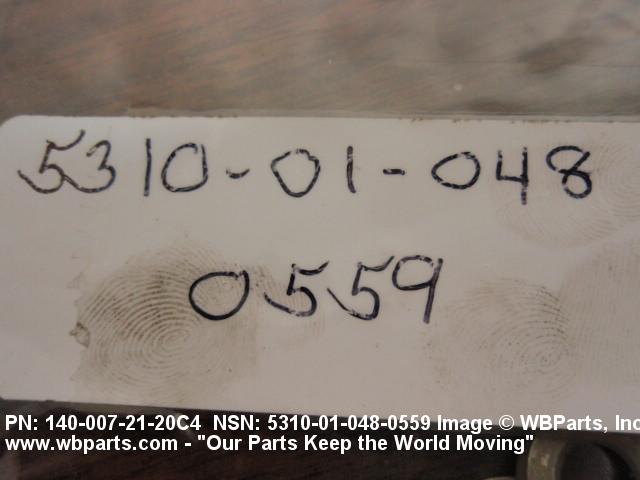 5310-01-048
0559
PN: 140-007-21-20C4 NSN: 5310-01-048-0559 Image © WBParts, Inc
www.wbparts.com - "Our Parts Keep the World Moving"